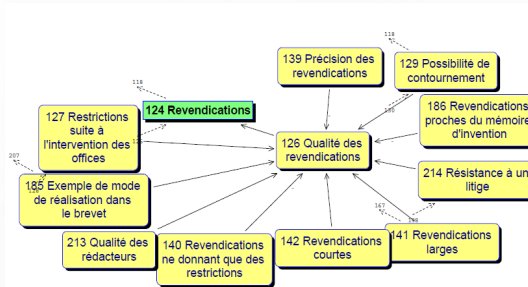 118
139 Précision des
revendications
129 Possibilité de
contournement
118
124 Revendications
186 Revendications
proches du mémoire
d'invention
127 Restrictions
suite à
l'intervention des
offices
126 Qualité des
revendications
207
214 Résistance à un
litige
185 Exemple de mode
de réalisation dans
le brevet
167
213 Qualité des
rédacteurs
140 Revendications
ne donnant que des
restrictions
142 Revendications
courtes
141 Revendications
larges